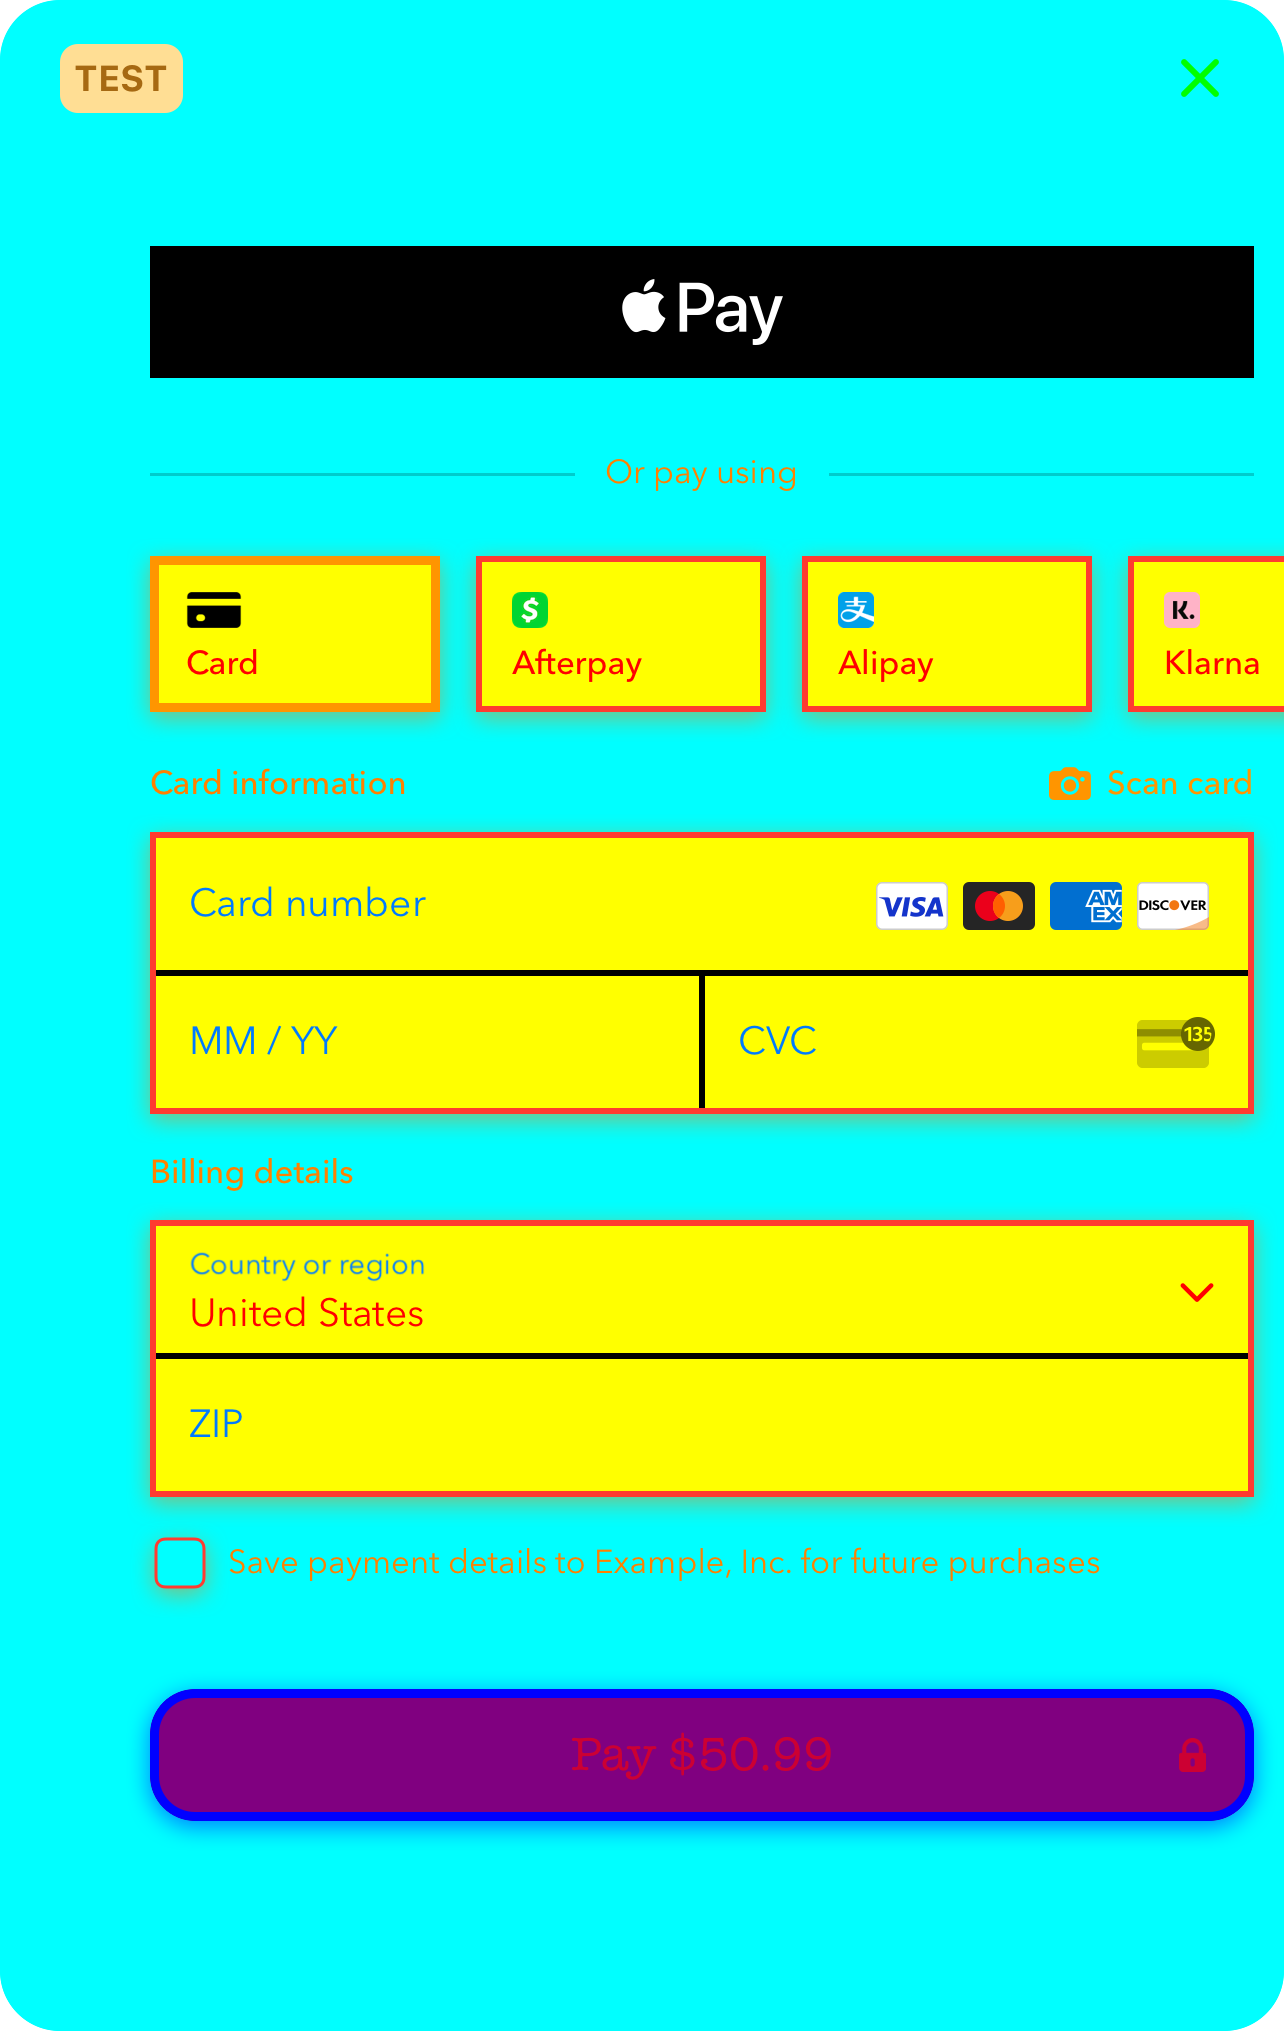 TEST
Pay
Or pay using
Card
Afterpay
Alipay
K.
Klarna
支
Card information
Scan card
Card number
VISA
AM
EX
DISCOVER
MM / YY
CVC
135
Billing details
Country or region
United States
ZIP
Save payment details to Example, Inc. for future purchases
Pay $50.99